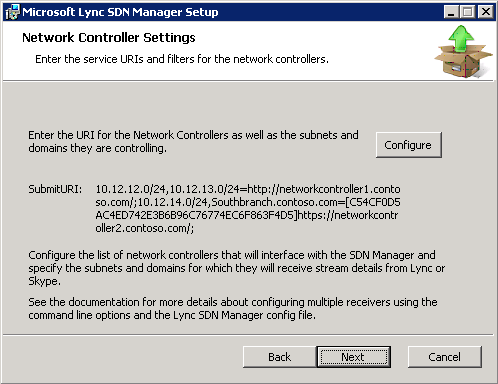 Microsoft Lync SDN Manager Setup
Network Controller Settings
Enter the service URIs and filters for the network controllers.
Enter the URI for the Network Controllers as well as the subnets and
domains they are controlling.
Configure
SubmitURI: 10.12.12.0/24,10.12.13.0/24=http://networkcontroller1.conto
so.com/;10.12.14.0/24,Southbranch.contoso.com=[C54CF0D5
AC4ED742E3B6B96C76774EC6F863F4D5]https://networkcontr
oller2.contoso.com/;
Configure the list of network controllers that will interface with the SDN Manager and
specify the subnets and domains for which they will receive stream details from Lync or
Skype.
See the documentation for more details about configuring multiple receivers using the
command line options and the Lync SDN Manager config file.
Back
Next
Cancel